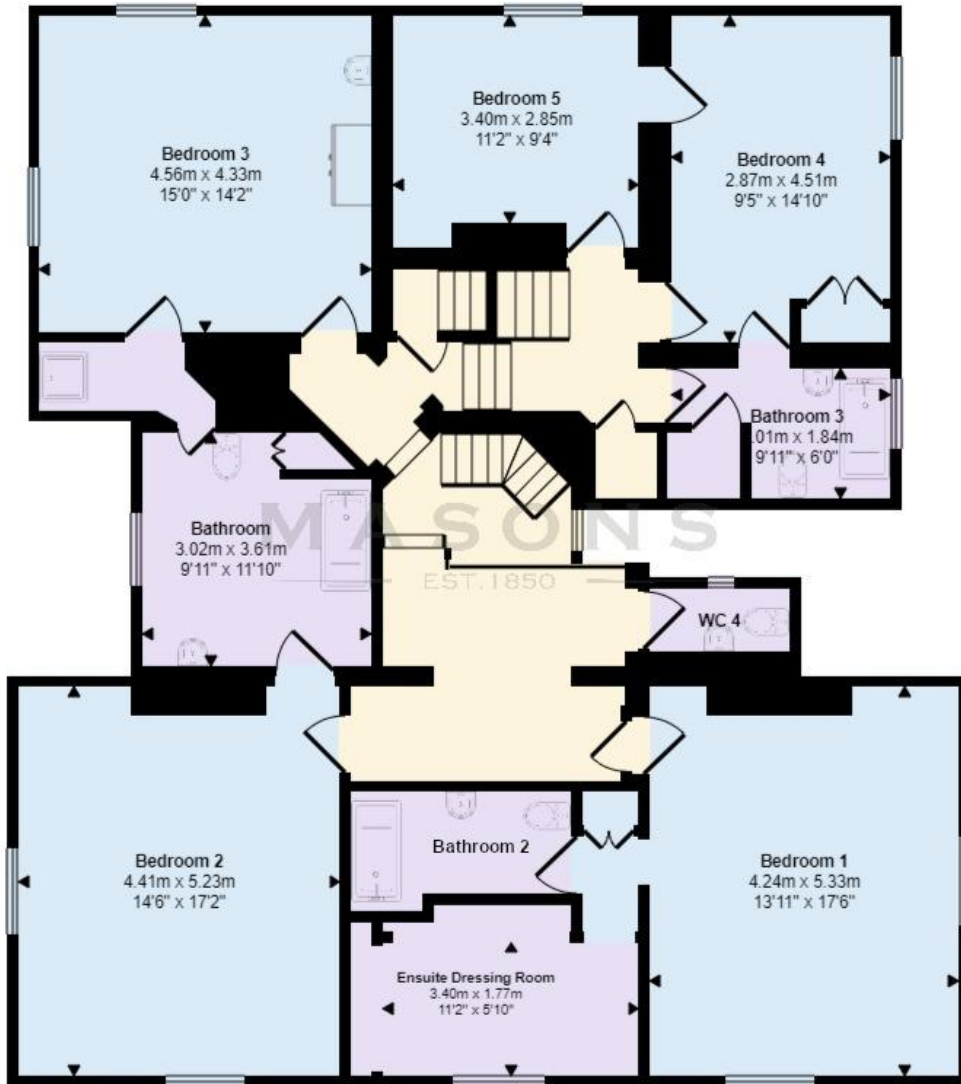 Bedroom 3
4.56m x 4.33m
15'0" x 14'2"
Bedroom 5
3.40m x 2.85m
11'2" x 9'4"
Bedroom 4
2.87m x 4.51m
9'5" x 14'10"
Bathroom 3
.01m x 1.84m
9'11" x 6'0"
Bathroom
3.02m x 3.61m
9'11" x 11'10"
MASONS
EST.1850
WC 4
Bedroom 2
4.41m x 5.23m
14'6" x 17'2"
Bathroom 2
Bedroom 1
4.24m x 5.33m
13'11" x 17'6"
Ensuite Dressing Room
3.40m x 1.77m
11'2" x 5'10"